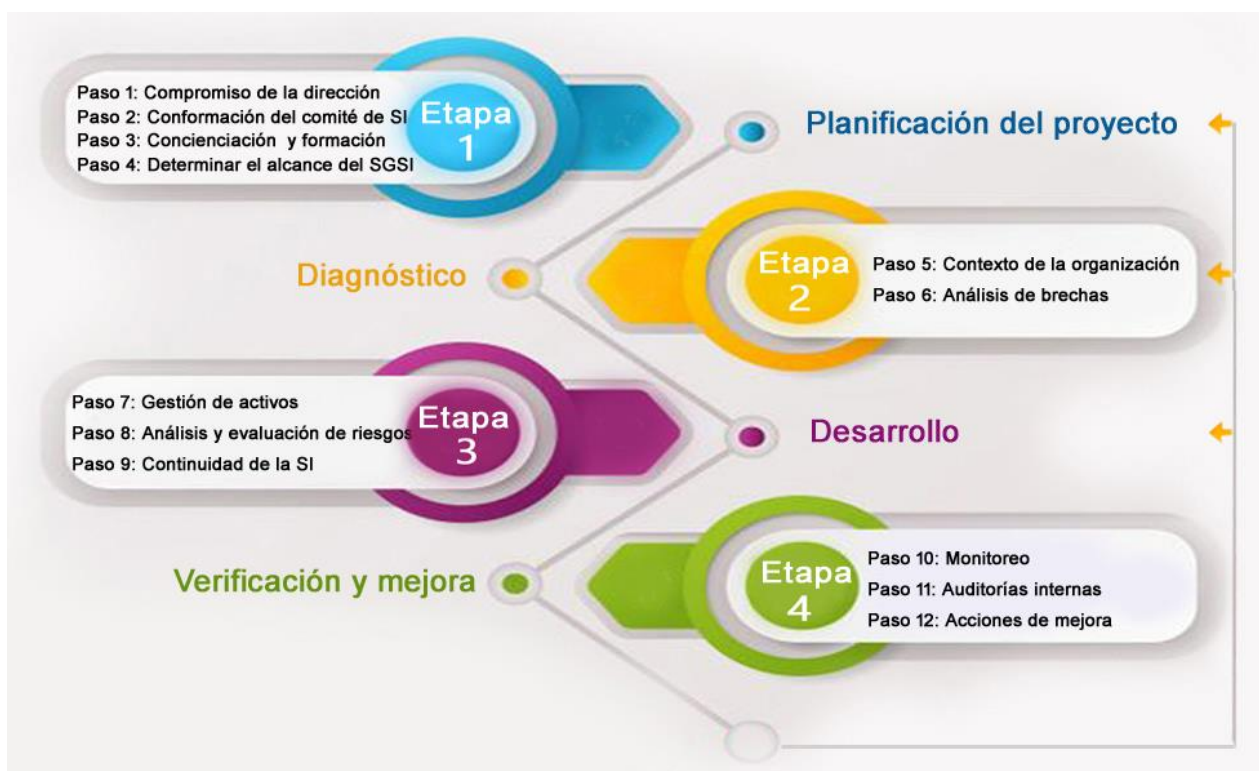 Paso 1: Compromiso de la dirección
Paso 2: Conformación del comité de SI
Paso 3: Concienciación y formación
Paso 4: Determinar el alcance del SGSI
Etapa
1
Planificación del proyecto
Diagnóstico
Etapa
2
Paso 5: Contexto de la organización
Paso 6: Análisis de brechas
Paso 7: Gestión de activos
Paso 8: Análisis y evaluación de riesgos
Paso 9: Continuidad de la SI
Etapa
3
Desarrollo
Verificación y mejora
Etapa
4
Paso 10: Monitoreo
Paso 11: Auditorías internas
Paso 12: Acciones de mejora